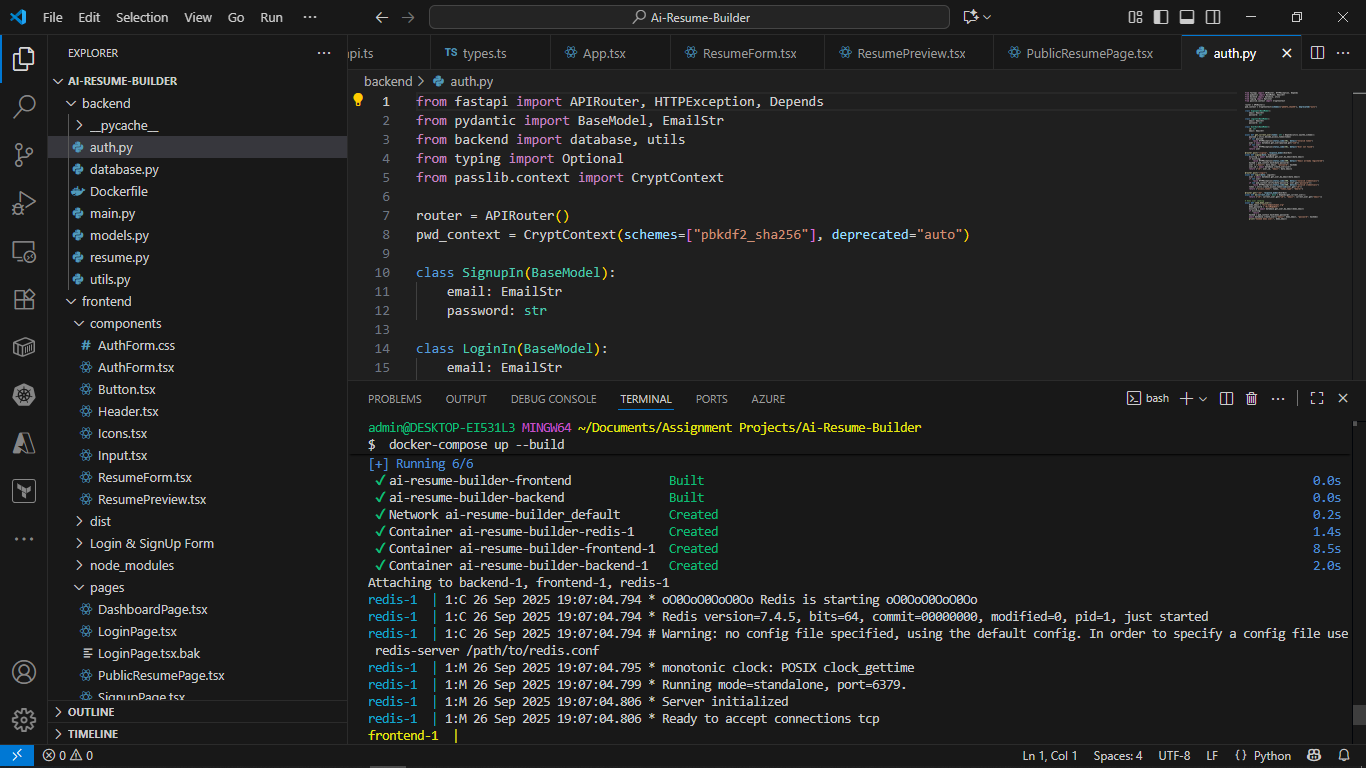 File Edit Selection View Go Run ···
Ai-Resume-Builder
EXPLORER
AI-RESUME-BUILDER
backend
__pycache__
auth.py
database.py
Dockerfile
main.py
models.py
resume.py
utils.py
frontend
components
# AuthForm.css
AuthForm.tsx
Button.tsx
Header.tsx
Icons.tsx
Input.tsx
ResumeForm.tsx
ResumePreview.tsx
dist
Login & SignUp Form
node_modules
pages
DashboardPage.tsx
LoginPage.tsx
LoginPage.tsx.bak
PublicResumePage.tsx
SignupPage.tsx
OUTLINE
TIMELINE
api.ts TS types.ts App.tsx ResumeForm.tsx ResumePreview.tsx PublicResumePage.tsx auth.py
backend > auth.py
1 from fastapi import APIRouter, HTTPException, Depends
2 from pydantic import BaseModel, EmailStr
3 from backend import database, utils
4 from typing import Optional
5 from passlib.context import CryptContext
6
7 router = APIRouter()
8 pwd_context = CryptContext(schemes=["pbkdf2_sha256"], deprecated="auto")
9
10 class SignupIn(BaseModel):
11 email: EmailStr
12 password: str
13
14 class LoginIn(BaseModel):
15 email: EmailStr
PROBLEMS OUTPUT DEBUG CONSOLE TERMINAL PORTS AZURE
bash
admin@DESKTOP-EI531L3 MINGW64 ~/Documents/Assignment Projects/Ai-Resume-Builder
$ docker-compose up --build
[+] Running 6/6
✓ai-resume-builder-frontend Built 0.0s
✓ai-resume-builder-backend Built 0.0s
✓Network ai-resume-builder_default Created 0.2s
✓Container ai-resume-builder-redis-1 Created 1.4s
✓Container ai-resume-builder-frontend-1 Created 8.5s
✓Container ai-resume-builder-backend-1 Created 2.0s
Attaching to backend-1, frontend-1, redis-1
redis-1 | 1:C 26 Sep 2025 19:07:04.794 * oO0OoO0OoO0Oo Redis is starting oO0OoO0OoO0Oo
redis-1 | 1:C 26 Sep 2025 19:07:04.794 * Redis version=7.4.5, bits=64, commit=00000000, modified=0, pid=1, just started
redis-1 | 1:C 26 Sep 2025 19:07:04.794 # Warning: no config file specified, using the default config. In order to specify a config file use
redis-server /path/to/redis.conf
redis-1 | 1:M 26 Sep 2025 19:07:04.795 * monotonic clock: POSIX clock_gettime
redis-1 | 1:M 26 Sep 2025 19:07:04.799 * Running mode=standalone, port=6379.
redis-1 | 1:M 26 Sep 2025 19:07:04.806 * Server initialized
redis-1 | 1:M 26 Sep 2025 19:07:04.806 * Ready to accept connections tcp
frontend-1 |
0 0 Ln 1, Col 1 Spaces: 4 UTF-8 LF {} Python